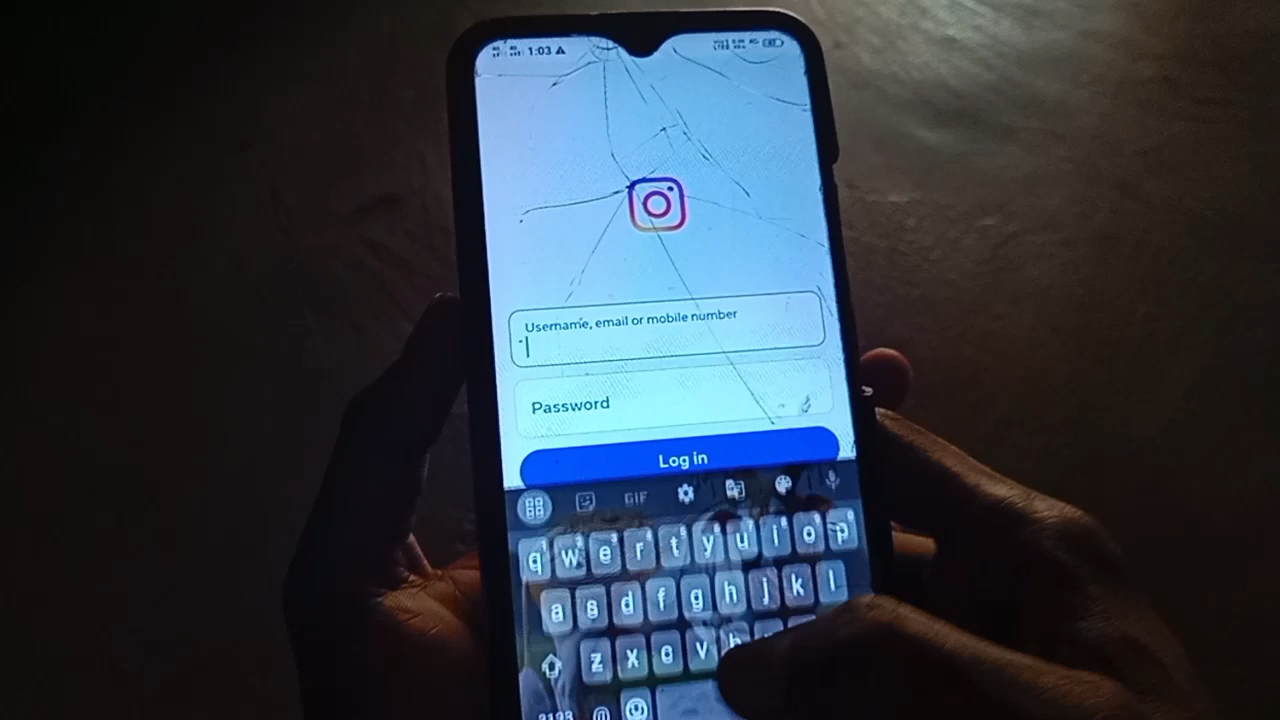 1:03
Username, email or mobile number
Password
Log in
GIF
q w e r t y u i o p
a s d f g h j k l
z x c v
@